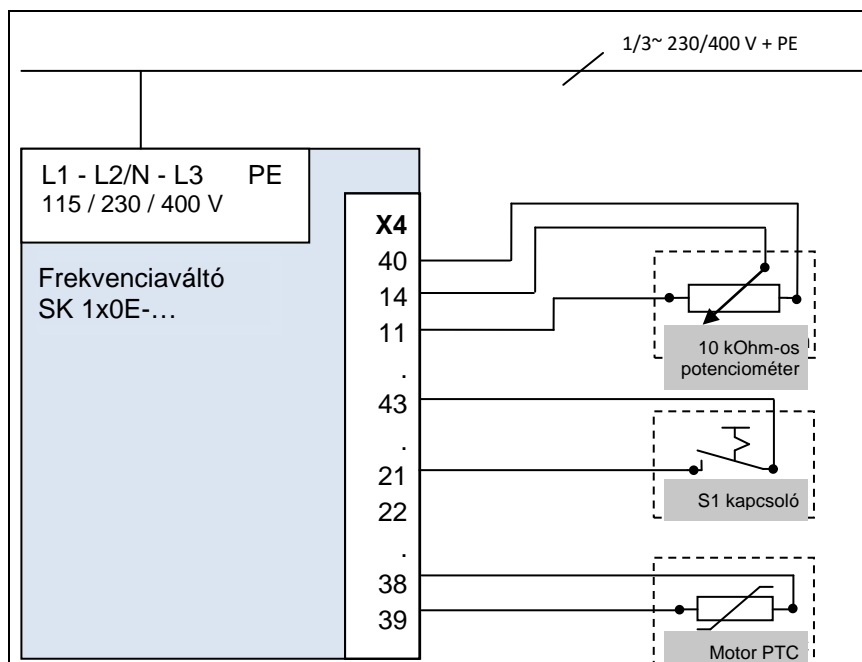 1/3~ 230/400 V + PE
L1 - L2/N - L3 PE
115 / 230 / 400 V
Frekvenciaváltó
SK 1x0E-…
X4
40
14
11
.
43
.
21
22
.
38
39
10 kOhm-os
potenciométer
S1 kapcsoló
Motor PTC